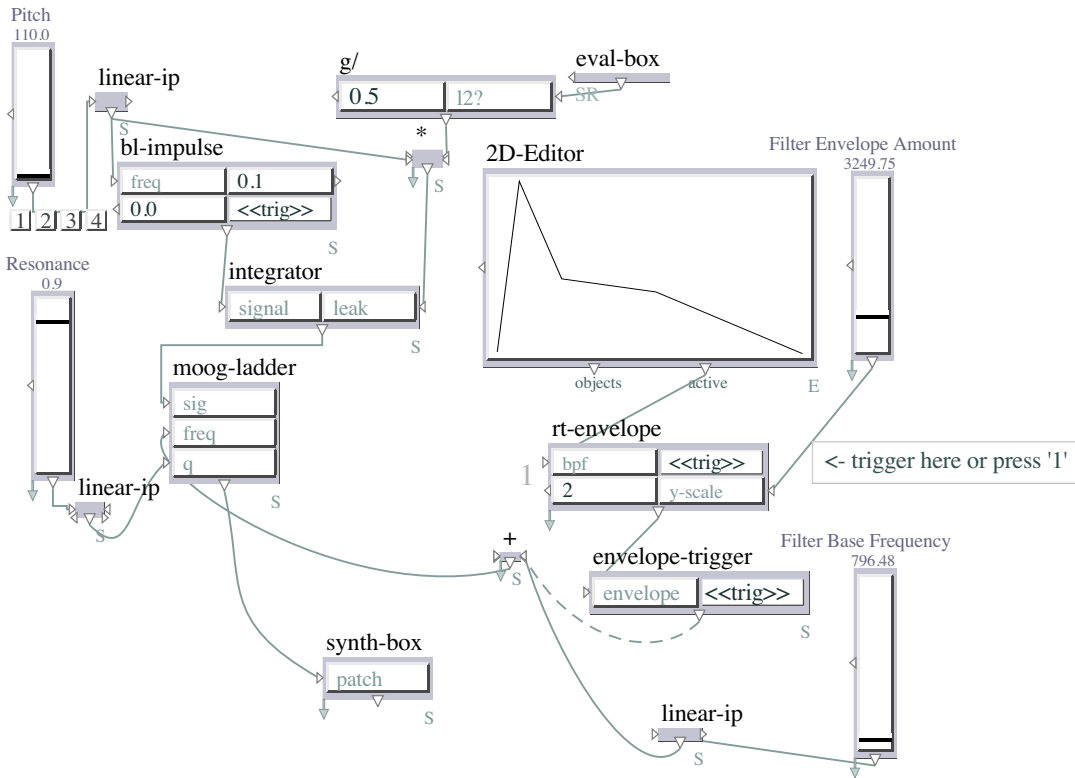 Pitch
110.0
linear-ip
S
g/
0.5 l2?
eval-box
SR
*
S
bl-impulse
freq 0.1
0.0 <<trig>>
S
1 2 3 4
2D-Editor
objects active E
Filter Envelope Amount
3249.75
Resonance
0.9
integrator
signal leak
S
moog-ladder
sig
freq
q
S
linear-ip
S
rt-envelope
1
bpf <<trig>>
2 y-scale
<- trigger here or press '1'
+
S
envelope-trigger
envelope <<trig>>
S
Filter Base Frequency
796.48
synth-box
patch
S
linear-ip
S